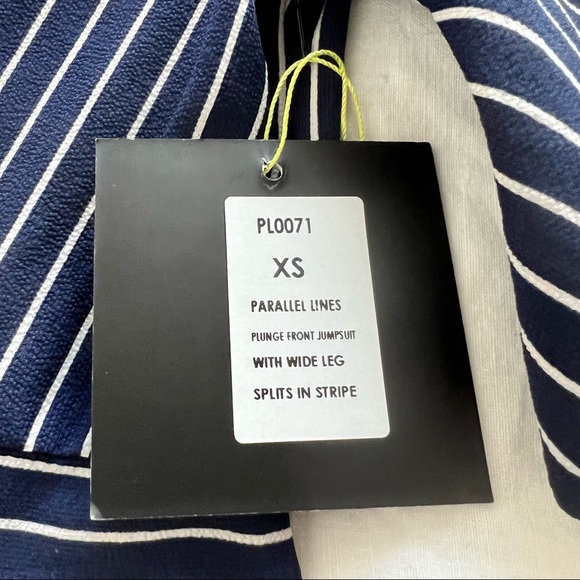 PL0071
XS
PARALLEL LINES
PLUNGE FRONT JUMPSUIT
WITH WIDE LEG
SPLITS IN STRIPE